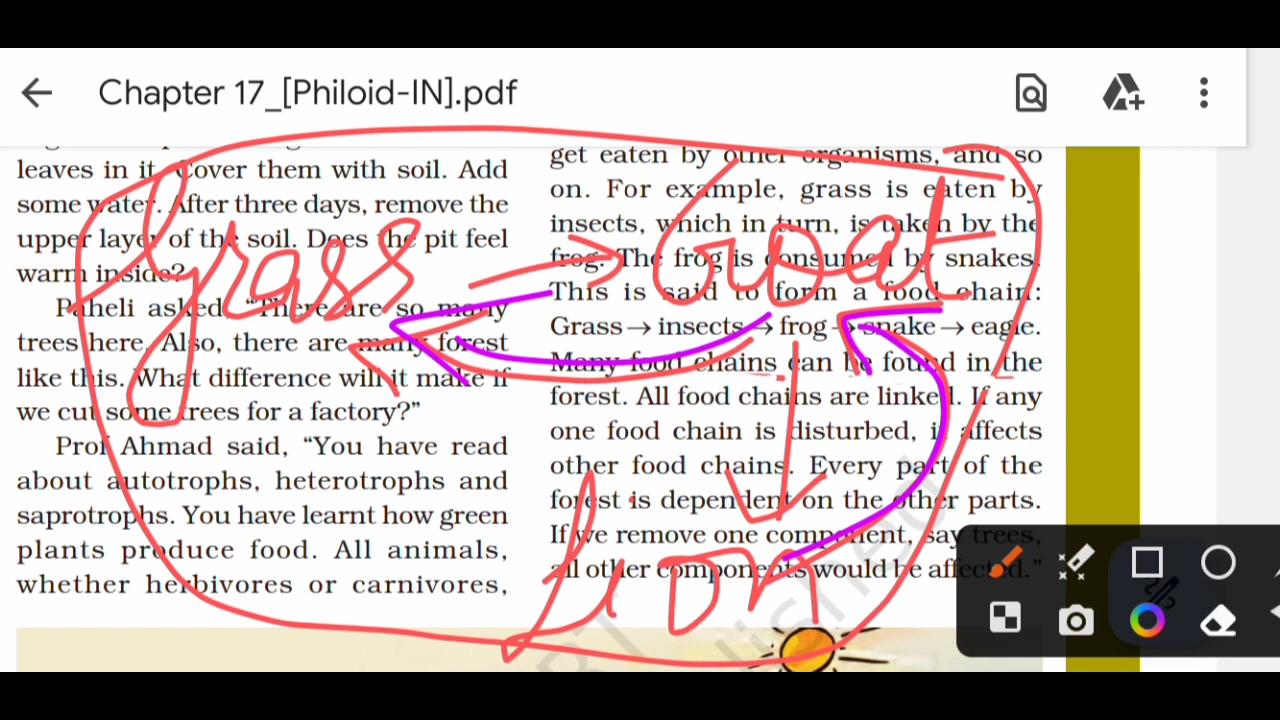 Chapter 17_[Philoid-IN].pdf
leaves in it. Cover them with soil. Add
some water. After three days, remove the
upper layer of the soil. Does the pit feel
warm inside?
Paheli asked, "There are so many
trees here. Also, there are many forest
like this. What difference will it make if
we cut some trees for a factory?"
Prof. Ahmad said, "You have read
about autotrophs, heterotrophs and
saprotrophs. You have learnt how green
plants produce food. All animals,
whether herbivores or carnivores,
get eaten by other organisms, and so
on. For example, grass is eaten by
insects, which in turn, is taken by the
frog. The frog is consumed by snakes.
This is said to form a food chain:
Grass→insects→frog→snake→eagle.
Many food chains can be found in the
forest. All food chains are linked. If any
one food chain is disturbed, it affects
other food chains. Every part of the
forest is dependent on the other parts.
If we remove one component, say trees,
all other components would be affected."
Grass
Goat
lion